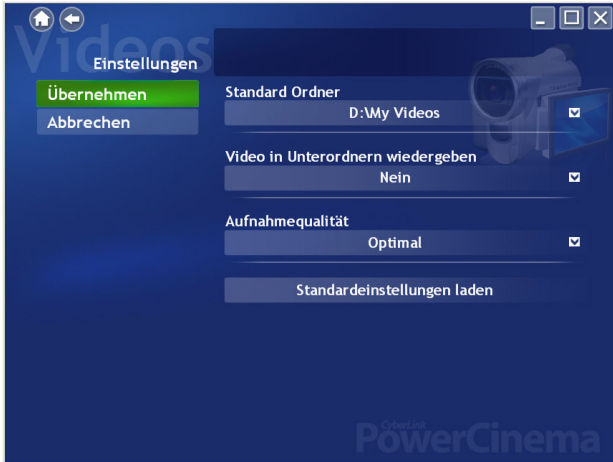 Videos
Einstellungen
Übernehmen
Abbrechen
Standard Ordner
D:\My Videos
Video in Unterordnern wiedergeben
Nein
Aufnahmequalität
Optimal
Standardeinstellungen laden
CyberLink
PowerCinema